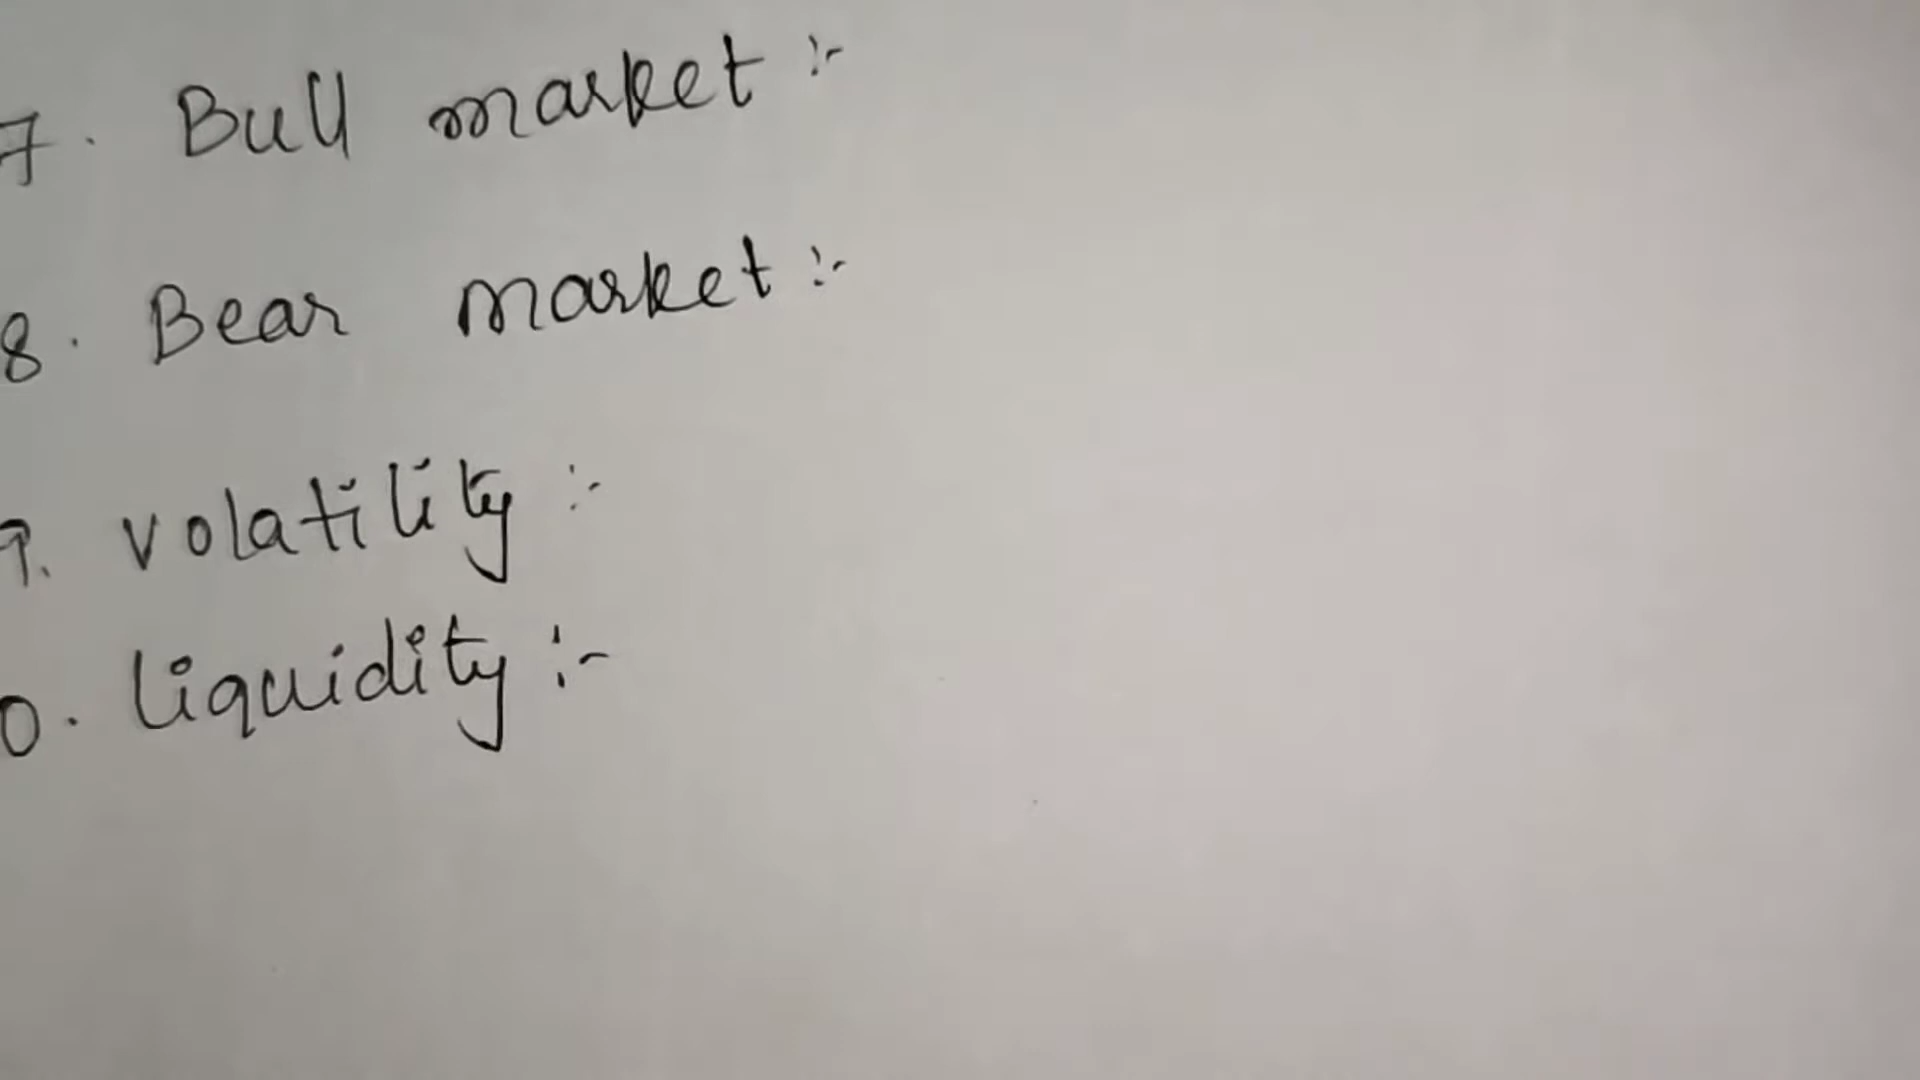 7. Bull market :-
8. Bear market :-
9. volatility :-
0. liquidity :-